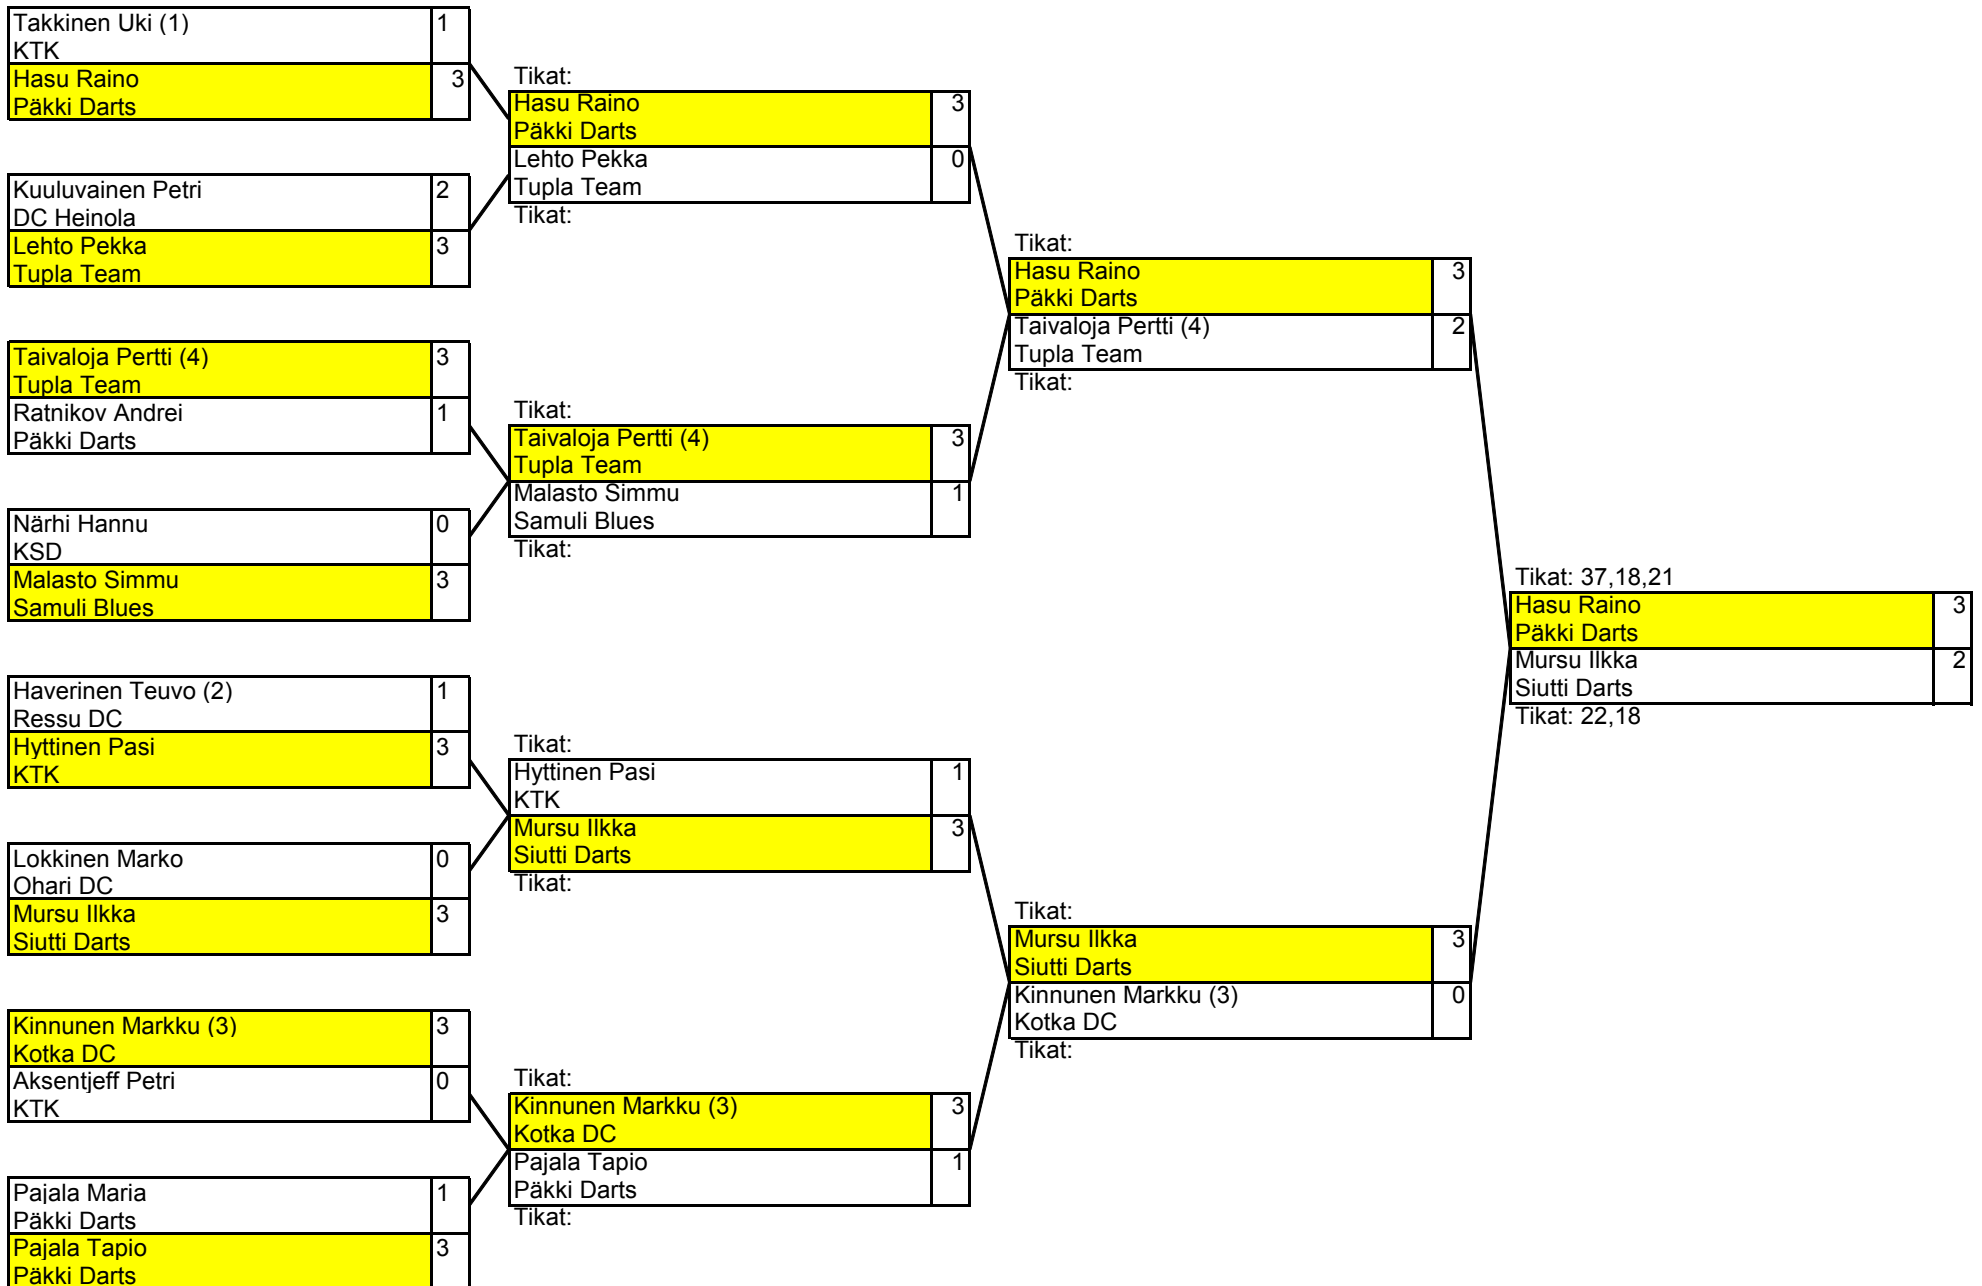 Takkinen Uki (1) 1
KTK
Hasu Raino 3
Päkki Darts
Kuuluvainen Petri 2
DC Heinola
Lehto Pekka 3
Tupla Team
Taivaloja Pertti (4) 3
Tupla Team
Ratnikov Andrei 1
Päkki Darts
Närhi Hannu 0
KSD
Malasto Simmu 3
Samuli Blues
Haverinen Teuvo (2) 1
Ressu DC
Hyttinen Pasi 3
KTK
Lokkinen Marko 0
Ohari DC
Mursu Ilkka 3
Siutti Darts
Kinnunen Markku (3) 3
Kotka DC
Aksentjeff Petri 0
KTK
Pajala Maria 1
Päkki Darts
Pajala Tapio 3
Päkki Darts
Tikat:
Hasu Raino 3
Päkki Darts
Lehto Pekka 0
Tupla Team
Tikat:
Tikat:
Taivaloja Pertti (4) 3
Tupla Team
Malasto Simmu 1
Samuli Blues
Tikat:
Tikat:
Hyttinen Pasi 1
KTK
Mursu Ilkka 3
Siutti Darts
Tikat:
Tikat:
Kinnunen Markku (3) 3
Kotka DC
Pajala Tapio 1
Päkki Darts
Tikat:
Tikat:
Hasu Raino 3
Päkki Darts
Taivaloja Pertti (4) 2
Tupla Team
Tikat:
Tikat:
Mursu Ilkka 3
Siutti Darts
Kinnunen Markku (3) 0
Kotka DC
Tikat:
Tikat: 37,18,21
Hasu Raino 3
Päkki Darts
Mursu Ilkka 2
Siutti Darts
Tikat: 22,18